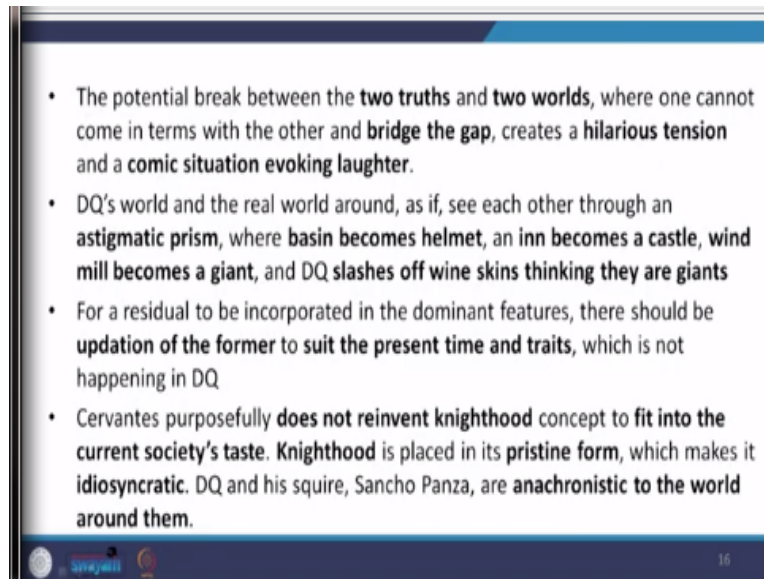 • The potential break between the two truths and two worlds, where one cannot
come in terms with the other and bridge the gap, creates a hilarious tension
and a comic situation evoking laughter.
• DQ's world and the real world around, as if, see each other through an
astigmatic prism, where basin becomes helmet, an inn becomes a castle, wind
mill becomes a giant, and DQ slashes off wine skins thinking they are giants
• For a residual to be incorporated in the dominant features, there should be
updation of the former to suit the present time and traits, which is not
happening in DQ
• Cervantes purposefully does not reinvent knighthood concept to fit into the
current society's taste. Knighthood is placed in its pristine form, which makes it
idiosyncratic. DQ and his squire, Sancho Panza, are anachronistic to the world
around them.
swayam
16